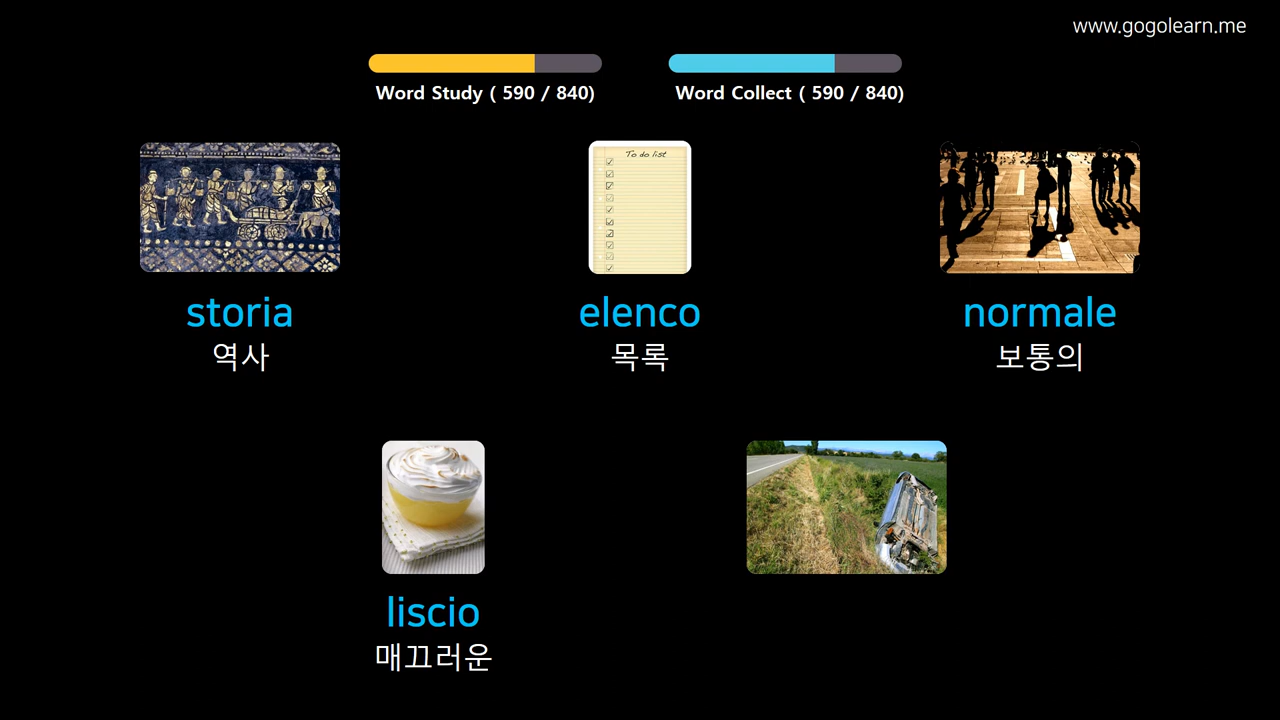 www.gogolearn.me
Word Study ( 590 / 840)
Word Collect ( 590 / 840)
To do list
storia
역사
elenco
목록
normale
보통의
liscio
매끄러운